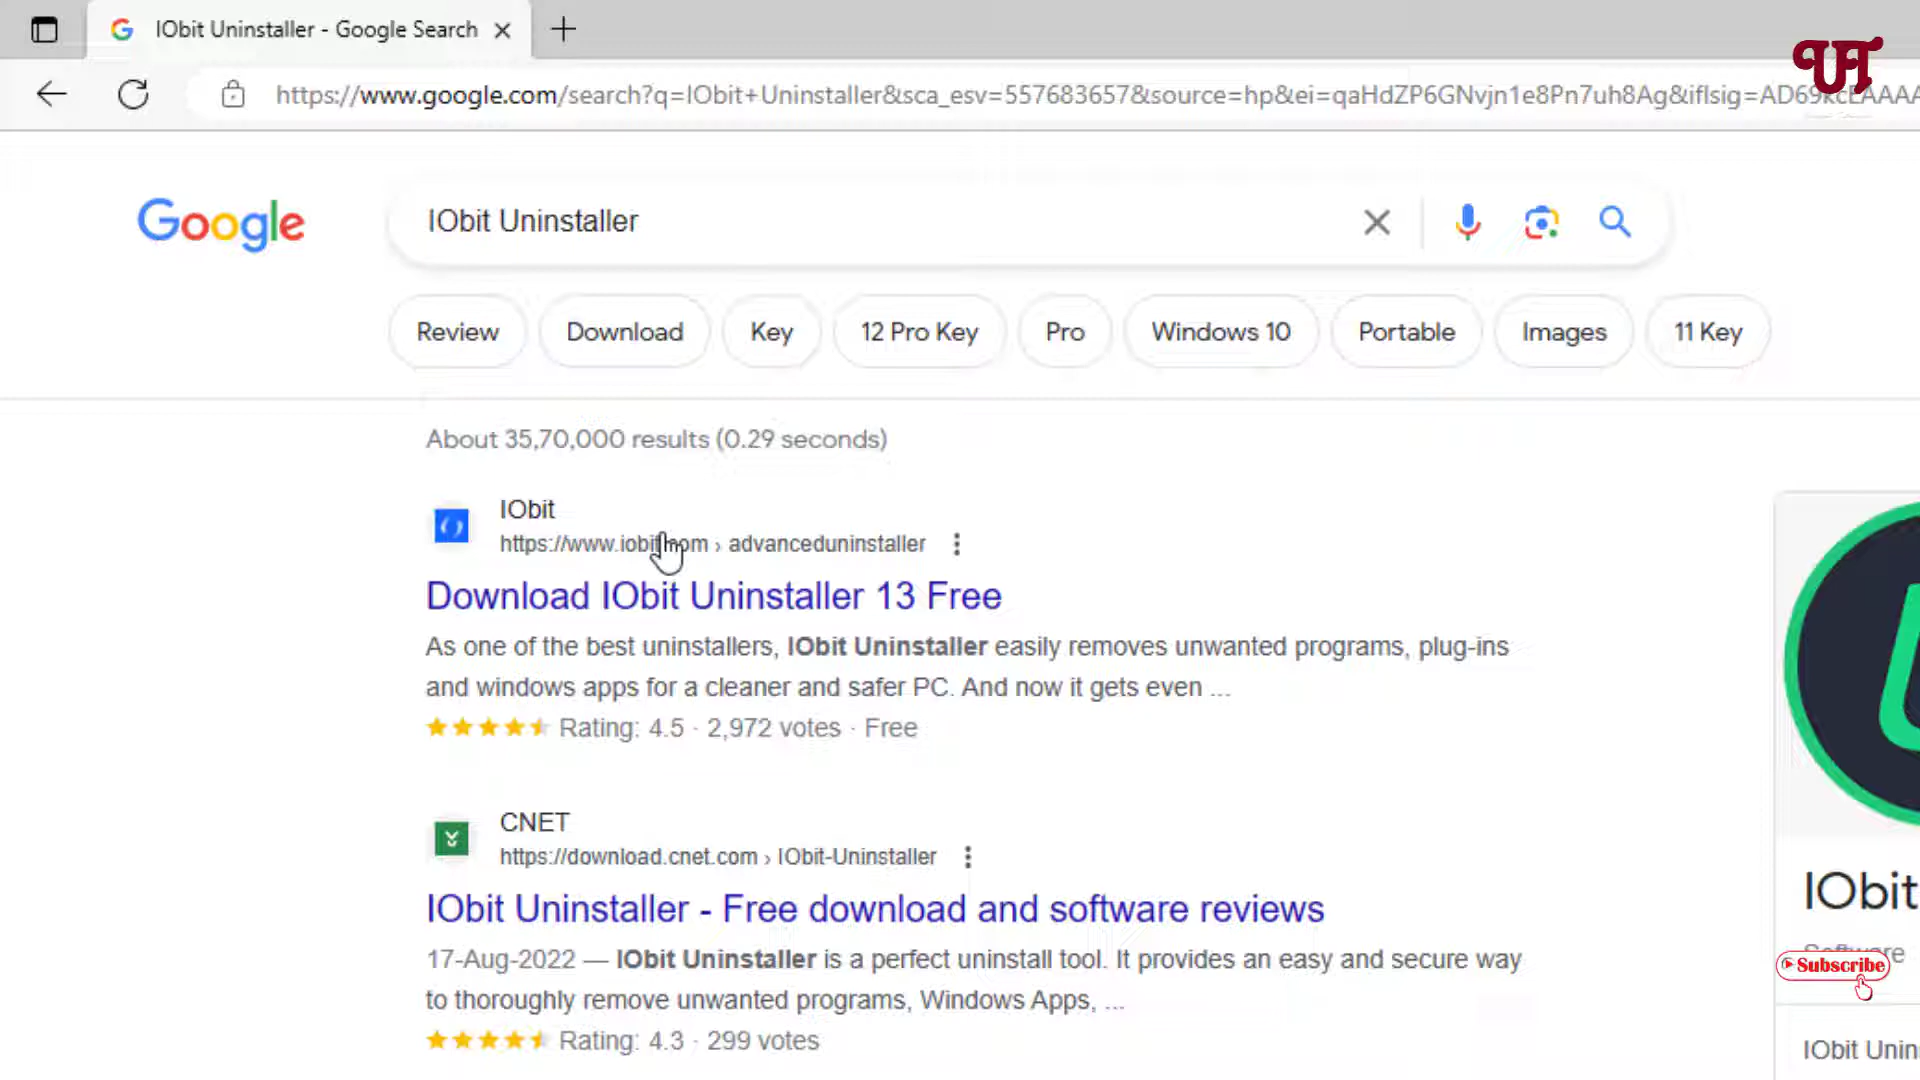 IObit Uninstaller - Google Search
UT
https://www.google.com/search?q=IObit+Uninstaller&sca_esv=557683657&source=hp&ei=qaHdZP6GNvjn1e8Pn7uh8Ag&iflsig=AD69kcEAAAA
Google
IObit Uninstaller
Review
Download
Key
12 Pro Key
Pro
Windows 10
Portable
Images
11 Key
About 35,70,000 results (0.29 seconds)
IObit
https://www.iobit.com › advanceduninstaller
Download IObit Uninstaller 13 Free
As one of the best uninstallers, IObit Uninstaller easily removes unwanted programs, plug-ins
and windows apps for a cleaner and safer PC. And now it gets even ...
Rating: 4.5 · 2,972 votes · Free
CNET
https://download.cnet.com › IObit-Uninstaller
IObit Uninstaller - Free download and software reviews
17-Aug-2022 — IObit Uninstaller is a perfect uninstall tool. It provides an easy and secure way
to thoroughly remove unwanted programs, Windows Apps, ...
Rating: 4.3 · 299 votes
IObit
Software
Subscribe
IObit Unin